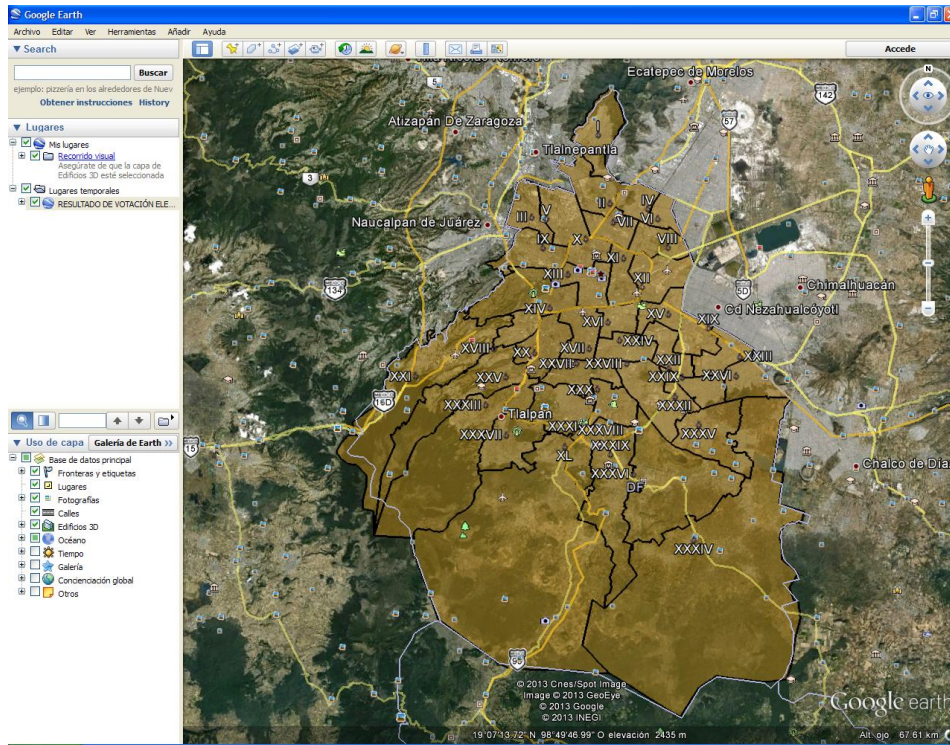 Google Earth
Archivo Editar Ver Herramientas Añadir Ayuda
Search
Buscar
ejemplo: pizzería en los alrededores de Nuev
Obtener instrucciones History
Lugares
Mis lugares
Recorrido visual
Asegúrate de que la capa de
Edificios 3D esté seleccionada
Lugares temporales
RESULTADO DE VOTACIÓN ELE...
Uso de capa Galería de Earth >>
Base de datos principal
Fronteras y etiquetas
Lugares
Fotografías
Calles
Edificios 3D
Océano
Tiempo
Galería
Concienciación global
Otros
Accede
N
Ecatepec de Morelos
5
142
57
Atizapán De Zaragoza
I
Tlalnepantla
3
II IV
III V VII VI
Naucalpan de Juárez
IX X VIII
XI
XIII XII
134
5D
Chimalhuacán
XIV XV XIX Cd Nezahualcóyotl
XVI
XXIV
XVIII XX XVII XXII XXIII
XXVII XXVIII
XXI XXV XXIX XXVI
XXX
16D XXXIII XXXII
Tlalpan
XXXVII XXXVIII XXXV
XXXIX
XL
15
XXXVI
Chalco de Día
DF
XXXIV
95
© 2013 Cnes/Spot Image
Image © 2013 GeoEye
© 2013 Google
© 2013 INEGI
Google earth
19°07'13.72" N 98°49'46.99" O elevación 2435 m
Alt. ojo 67.61 km